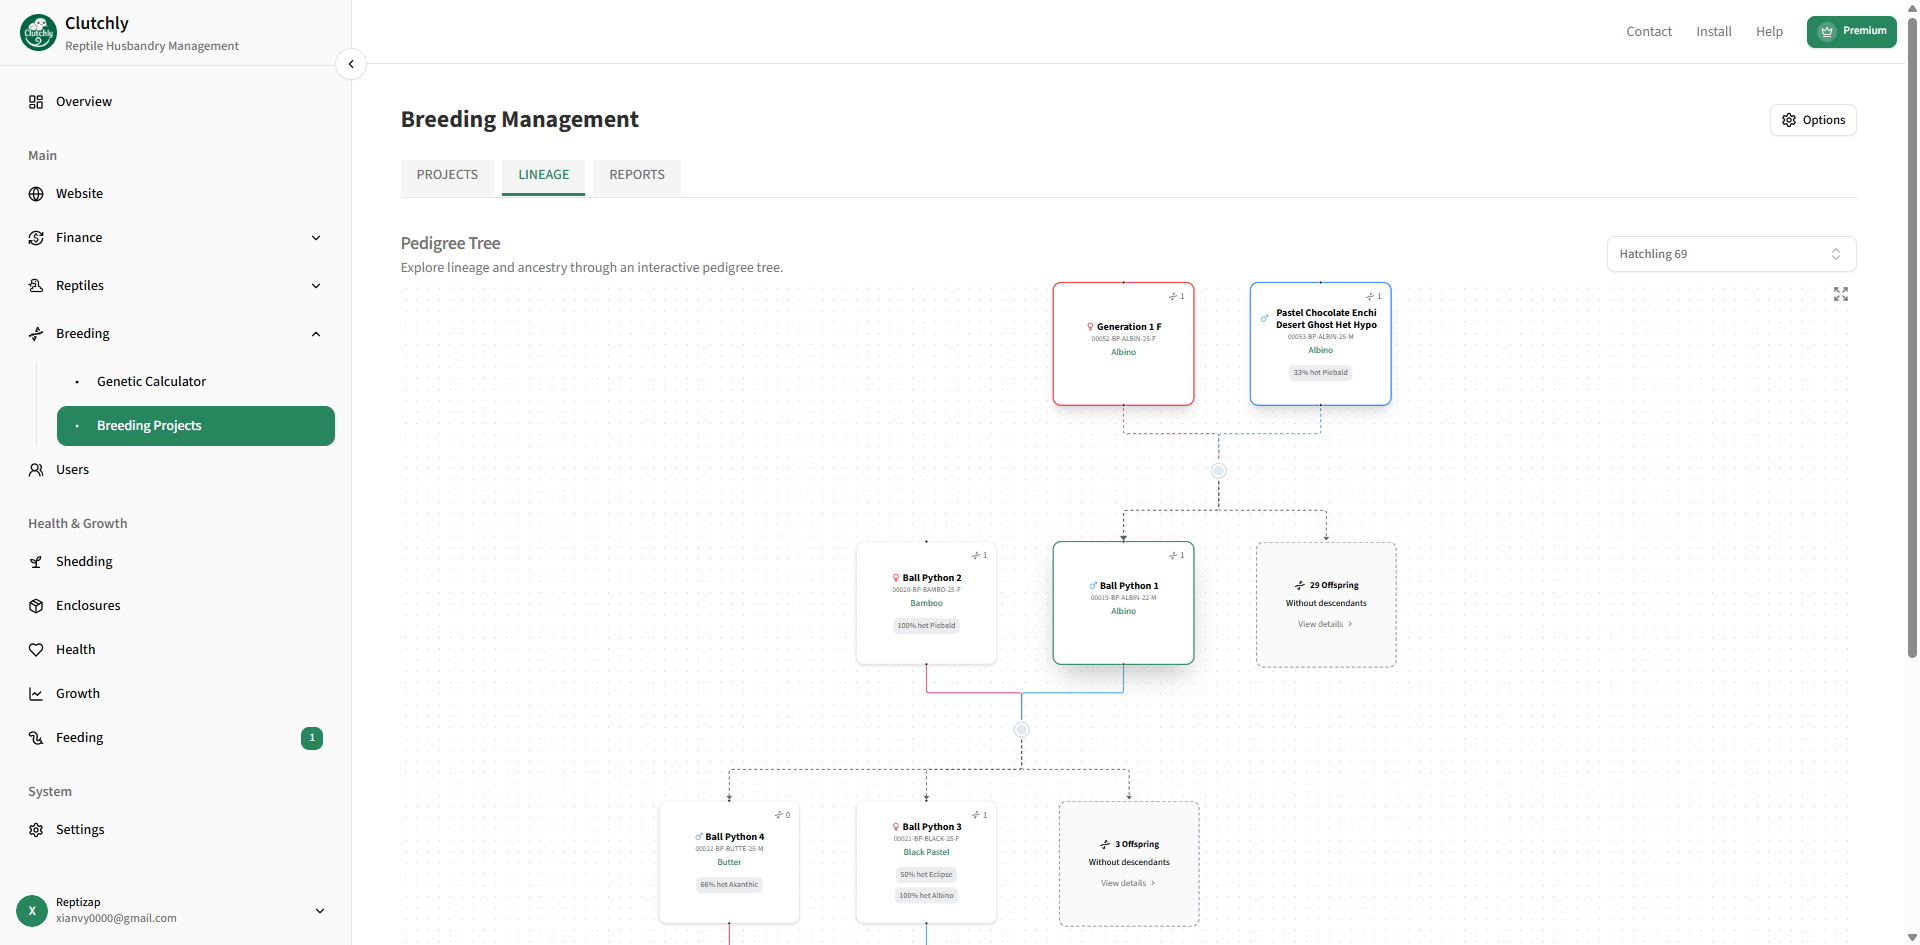 Clutchly
Clutchly
Reptile Husbandry Management
Contact
Install
Help
Premium
Overview
Main
Website
Finance
Reptiles
Breeding
Genetic Calculator
Breeding Projects
Users
Health & Growth
Shedding
Enclosures
Health
Growth
Feeding
1
System
Settings
X
Reptizap
xianvy0000@gmail.com
Breeding Management
Options
PROJECTS
LINEAGE
REPORTS
Pedigree Tree
Explore lineage and ancestry through an interactive pedigree tree.
Hatchling 69
1
Generation 1 F
00052-BP-ALBIN-25-F
Albino
1
Pastel Chocolate Enchi
Desert Ghost Het Hypo
00053-BP-ALBIN-25-M
Albino
33% het Piebald
1
Ball Python 2
00020-BP-BAMBO-25-F
Bamboo
100% het Piebald
1
Ball Python 1
00019-BP-ALBIN-22-M
Albino
29 Offspring
Without descendants
View details
0
Ball Python 4
00022-BP-BUTTE-25-M
Butter
66% het Axanthic
1
Ball Python 3
00021-BP-BLACK-25-F
Black Pastel
50% het Eclipse
100% het Albino
3 Offspring
Without descendants
View details